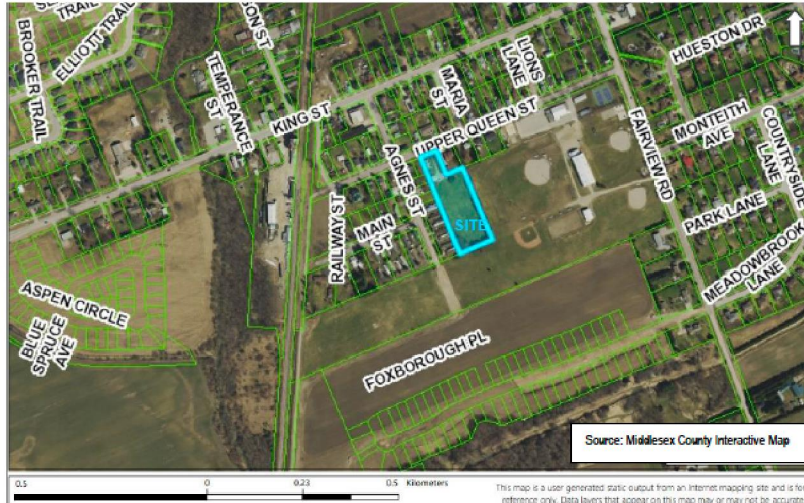 BROOKER TRAIL
ELLIOTT TRAIL
SON ST
TEMPERANCE
ST
KING ST
MARIA
ST
LIONS
LANE
HUESTON DR
UPPER QUEEN ST
MONTEITH
AVE
FAIRVIEW RD
COUNTRYSIDE
LANE
AGNES ST
SITE
RAILWAY ST
MAIN
ST
PARK LANE
MEADOWBROOK
LANE
ASPEN CIRCLE
BLUE
SPRUCE
AVE
FOXBOROUGH PL
Source: Middlesex County Interactive Map
0.5 0 0.23 0.5 Kilometers
This map is a user generated static output from an Internet mapping site and is for
reference only. Data layers that appear on this map may or may not be accurate,